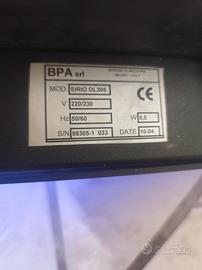 BPA srl
MOD. SIRIO DL305
CE
V 220/230
Hz 50/60 W 9,5
S/N 98305-1 033 DATE 10-04
subito